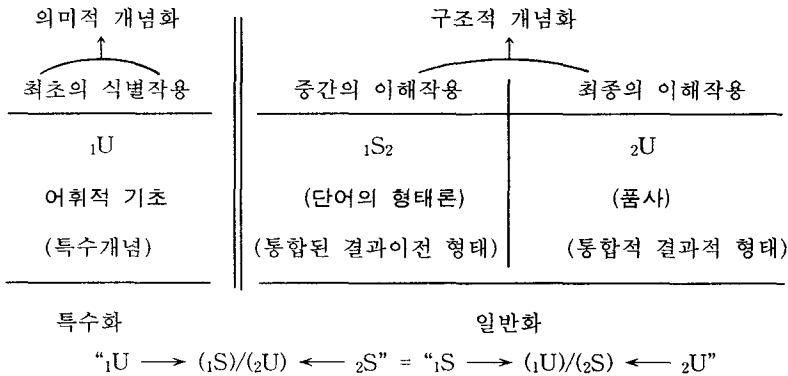 의미적 개념화 구조적 개념화
최초의 식별작용 중간의 이해작용 최종의 이해작용
₁U ₁S₂ ₂U
어휘적 기초 (단어의 형태론) (품사)
(특수개념) (통합된 결과이전 형태) (통합적 결과적 형태)
특수화 일반화
“₁U ⟶ (₁S)/(₂U) ⟵ ₂S” = “₁S ⟶ (₁U)/(₂S) ⟵ ₂U”